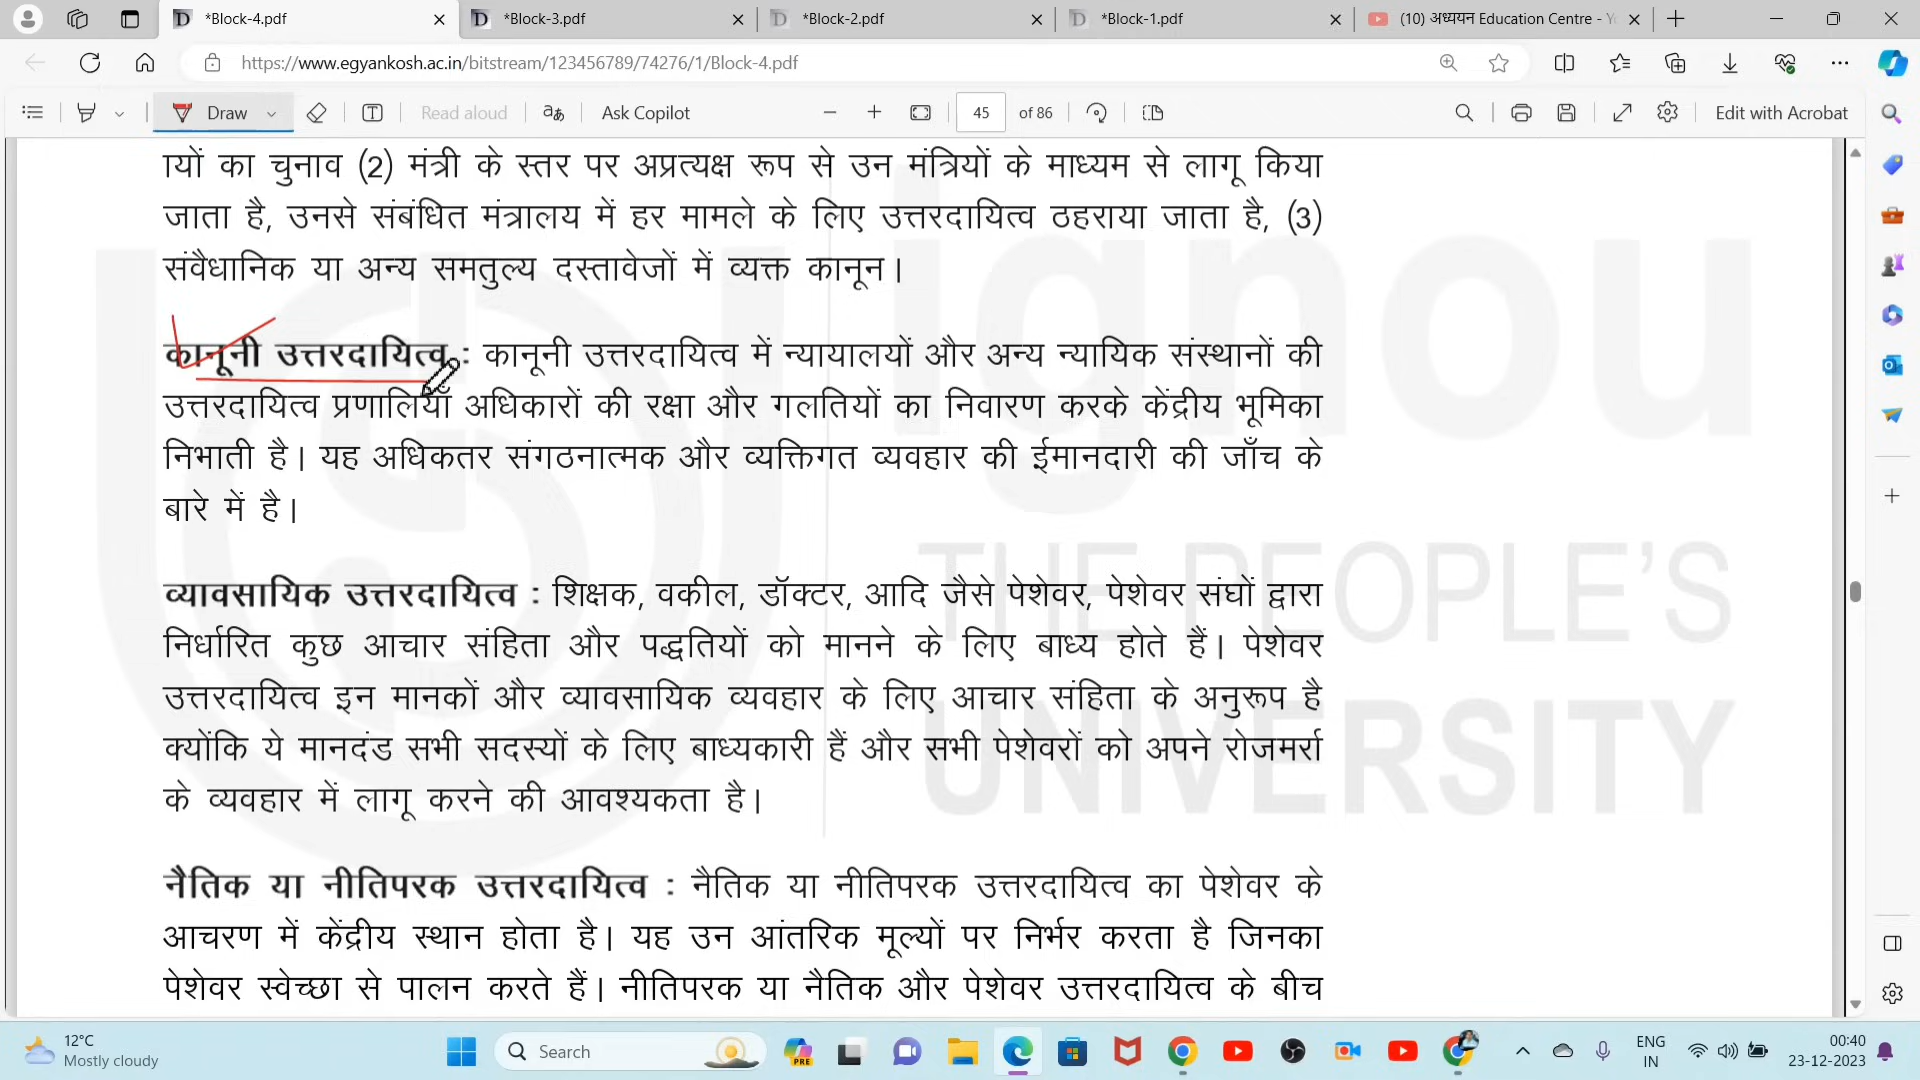 *Block-4.pdf
*Block-3.pdf
*Block-2.pdf
*Block-1.pdf
(10) अध्ययन Education Centre - Y
https://www.egyankosh.ac.in/bitstream/123456789/74276/1/Block-4.pdf
Draw
Read aloud
Ask Copilot
45
of 86
Edit with Acrobat
यों का चुनाव (2) मंत्री के स्तर पर अप्रत्यक्ष रूप से उन मंत्रियों के माध्यम से लागू किया
जाता है, उनसे संबंधित मंत्रालय में हर मामले के लिए उत्तरदायित्व ठहराया जाता है, (3)
संवैधानिक या अन्य समतुल्य दस्तावेजों में व्यक्त कानून।
कानूनी उत्तरदायित्व : कानूनी उत्तरदायित्व में न्यायालयों और अन्य न्यायिक संस्थानों की
उत्तरदायित्व प्रणालियाँ अधिकारों की रक्षा और गलतियों का निवारण करके केंद्रीय भूमिका
निभाती है। यह अधिकतर संगठनात्मक और व्यक्तिगत व्यवहार की ईमानदारी की जाँच के
बारे में है।
व्यावसायिक उत्तरदायित्व : शिक्षक, वकील, डॉक्टर, आदि जैसे पेशेवर, पेशेवर संघों द्वारा
निर्धारित कुछ आचार संहिता और पद्धतियों को मानने के लिए बाध्य होते हैं। पेशेवर
उत्तरदायित्व इन मानकों और व्यावसायिक व्यवहार के लिए आचार संहिता के अनुरूप है
क्योंकि ये मानदंड सभी सदस्यों के लिए बाध्यकारी हैं और सभी पेशेवरों को अपने रोजमर्रा
के व्यवहार में लागू करने की आवश्यकता है।
नैतिक या नीतिपरक उत्तरदायित्व : नैतिक या नीतिपरक उत्तरदायित्व का पेशेवर के
आचरण में केंद्रीय स्थान होता है। यह उन आंतरिक मूल्यों पर निर्भर करता है जिनका
पेशेवर स्वेच्छा से पालन करते हैं। नीतिपरक या नैतिक और पेशेवर उत्तरदायित्व के बीच
ignou
THE PEOPLE'S
UNIVERSITY
12°C
Mostly cloudy
Search
PRE
ENG
IN
00:40
23-12-2023